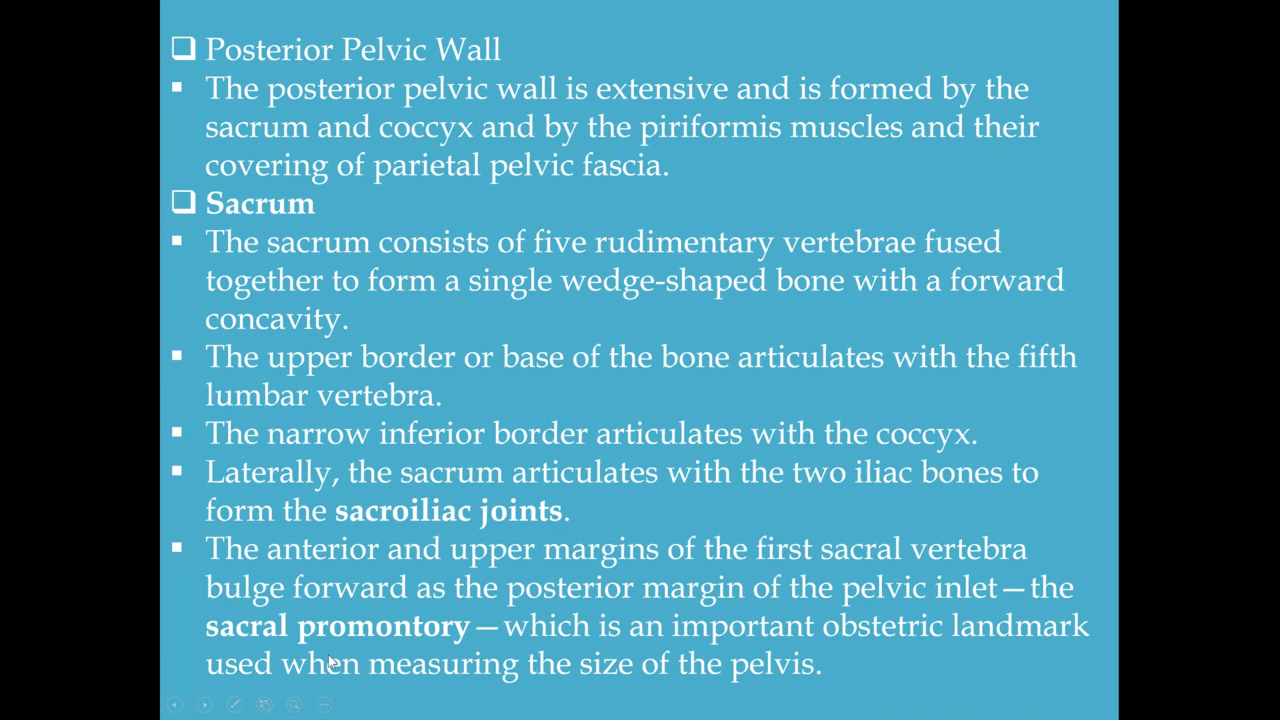 ❑ Posterior Pelvic Wall
▪ The posterior pelvic wall is extensive and is formed by the
sacrum and coccyx and by the piriformis muscles and their
covering of parietal pelvic fascia.
❑ Sacrum
▪ The sacrum consists of five rudimentary vertebrae fused
together to form a single wedge-shaped bone with a forward
concavity.
▪ The upper border or base of the bone articulates with the fifth
lumbar vertebra.
▪ The narrow inferior border articulates with the coccyx.
▪ Laterally, the sacrum articulates with the two iliac bones to
form the sacroiliac joints.
▪ The anterior and upper margins of the first sacral vertebra
bulge forward as the posterior margin of the pelvic inlet—the
sacral promontory—which is an important obstetric landmark
used when measuring the size of the pelvis.